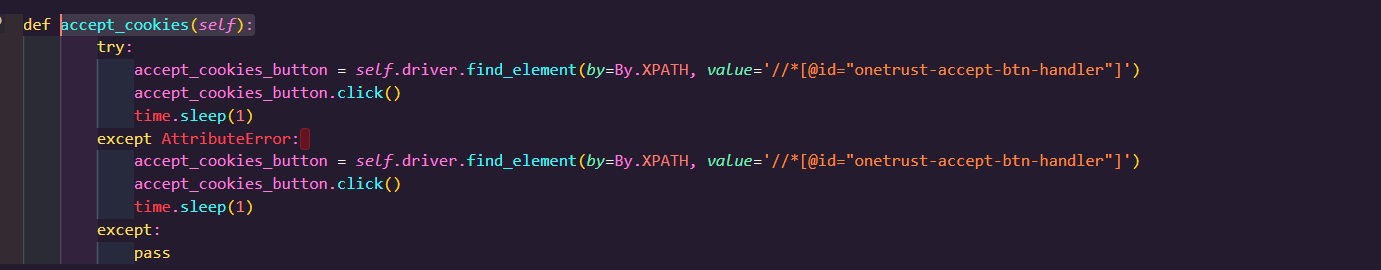 def accept_cookies(self):
try:
accept_cookies_button = self.driver.find_element(by=By.XPATH, value='//*[@id="onetrust-accept-btn-handler"]')
accept_cookies_button.click()
time.sleep(1)
except AttributeError:
accept_cookies_button = self.driver.find_element(by=By.XPATH, value='//*[@id="onetrust-accept-btn-handler"]')
accept_cookies_button.click()
time.sleep(1)
except:
pass